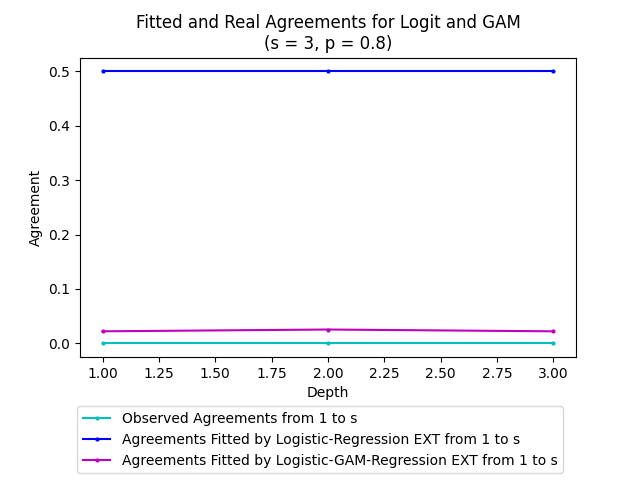 Fitted and Real Agreements for Logit and GAM
(s = 3, p = 0.8)
0.5
0.4
0.3
0.2
0.1
0.0
Agreement
1.00 1.25 1.50 1.75 2.00 2.25 2.50 2.75 3.00
Depth
Observed Agreements from 1 to s
Agreements Fitted by Logistic-Regression EXT from 1 to s
Agreements Fitted by Logistic-GAM-Regression EXT from 1 to s